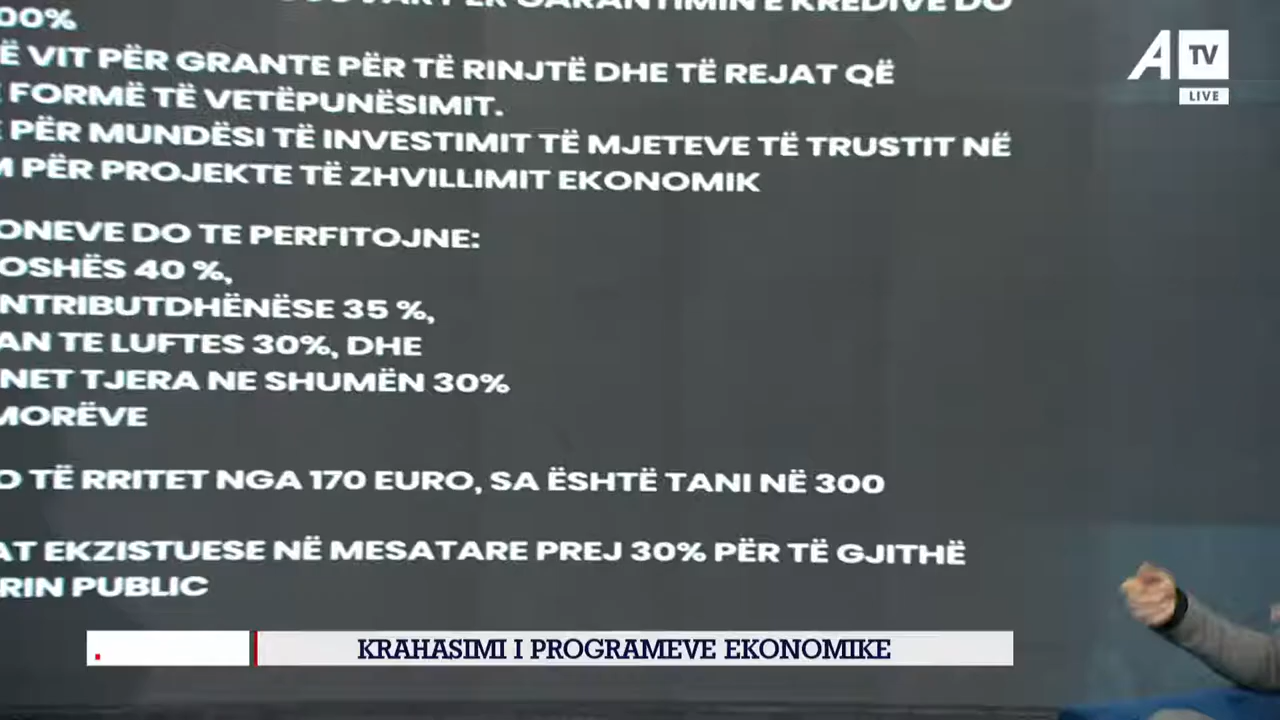 GARANTIMIN E KREDIVE DO
00%
Ë VIT PËR GRANTE PËR TË RINJTË DHE TË REJAT QË
FORMË TË VETËPUNËSIMIT.
PËR MUNDËSI TË INVESTIMIT TË MJETEVE TË TRUSTIT NË
M PËR PROJEKTE TË ZHVILLIMIT EKONOMIK
ONEVE DO TE PERFITOJNE:
OSHËS 40 %,
NTRIBUTDHËNËSE 35 %,
AN TE LUFTES 30%, DHE
NET TJERA NE SHUMËN 30%
MORËVE
O TË RRITET NGA 170 EURO, SA ËSHTË TANI NË 300
AT EKZISTUESE NË MESATARE PREJ 30% PËR TË GJITHË
RIN PUBLIC
A TV
LIVE
KRAHASIMI I PROGRAMEVE EKONOMIKE